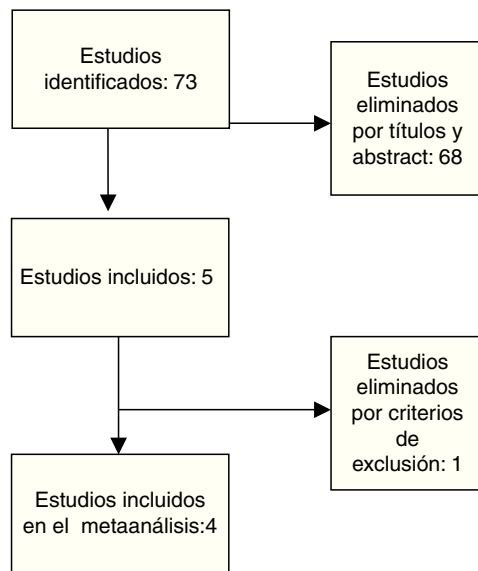 Estudios
identificados: 73
Estudios
eliminados
por títulos y
abstract: 68
Estudios incluidos: 5
Estudios
eliminados
por criterios
de
exclusión: 1
Estudios incluidos
en el metaanálisis:4